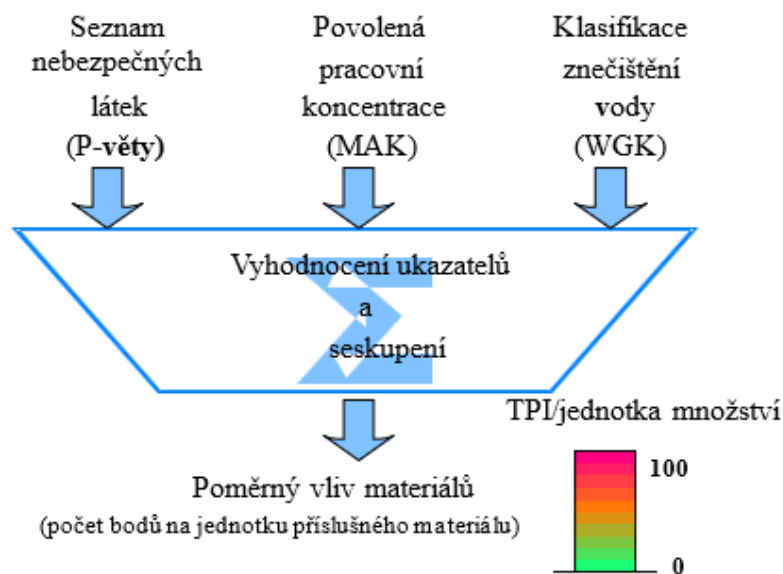 Seznam
nebezpečných
látek
(P-věty)
Povolená
pracovní
koncentrace
(MAK)
Klasifikace
znečištění
vody
(WGK)
Vyhodnocení ukazatelů
a
seskupení
TPI/jednotka množství
100
0
Poměrný vliv materiálů
(počet bodů na jednotku příslušného materiálu)